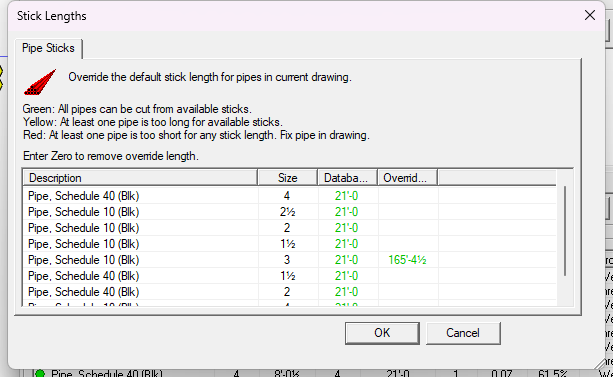 Stick Lengths
Pipe Sticks
Override the default stick length for pipes in current drawing.
Green: All pipes can be cut from available sticks.
Yellow: At least one pipe is too long for available sticks.
Red: At least one pipe is too short for any stick length. Fix pipe in drawing.
Enter Zero to remove override length.
Description Size Databa... Overrid...
Pipe, Schedule 40 (Blk) 4 21'-0
Pipe, Schedule 10 (Blk) 2½ 21'-0
Pipe, Schedule 10 (Blk) 2 21'-0
Pipe, Schedule 10 (Blk) 1½ 21'-0
Pipe, Schedule 10 (Blk) 3 21'-0 165'-4½
Pipe, Schedule 40 (Blk) 1½ 21'-0
Pipe, Schedule 40 (Blk) 2 21'-0
Pipe, Schedule 10 (Blk) 4 21'-0
OK Cancel
Pipe, Schedule 40 (Blk) 4 8'-0½ 21'-0 1 0.07 61.5%